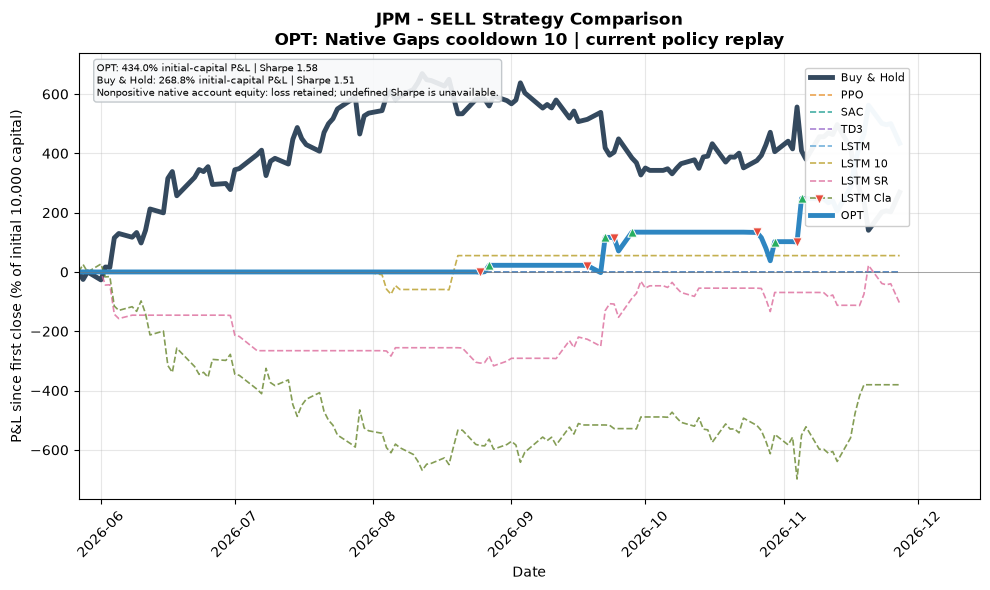 JPM - SELL Strategy Comparison
OPT: Native Gaps cooldown 10 | current policy replay
OPT: 434.0% initial-capital P&L | Sharpe 1.58
Buy & Hold: 268.8% initial-capital P&L | Sharpe 1.51
Nonpositive native account equity: loss retained; undefined Sharpe is unavailable.
Buy & Hold
PPO
SAC
TD3
LSTM
LSTM 10
LSTM SR
LSTM Cla
OPT
P&L since first close (% of initial 10,000 capital)
600
400
200
0
−200
−400
−600
2026-06
2026-07
2026-08
2026-09
2026-10
2026-11
2026-12
Date